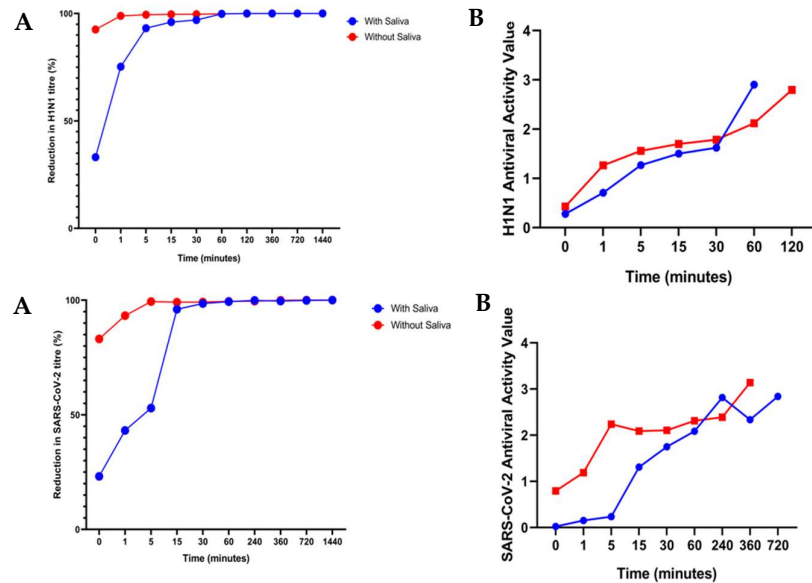 A
Reduction in H1N1 titre (%)
100
50
0
0 1 5 15 30 60 120 360 720 1440
Time (minutes)
With Saliva
Without Saliva
B
H1N1 Antiviral Activity Value
4
3
2
1
0
0 1 5 15 30 60 120
Time (minutes)
A
Reduction in SARS-CoV-2 titre (%)
100
50
0
0 1 5 15 30 60 240 360 720 1440
Time (minutes)
With Saliva
Without Saliva
B
SARS-CoV-2 Antiviral Activity Value
4
3
2
1
0
0 1 5 15 30 60 240 360 720
Time (minutes)